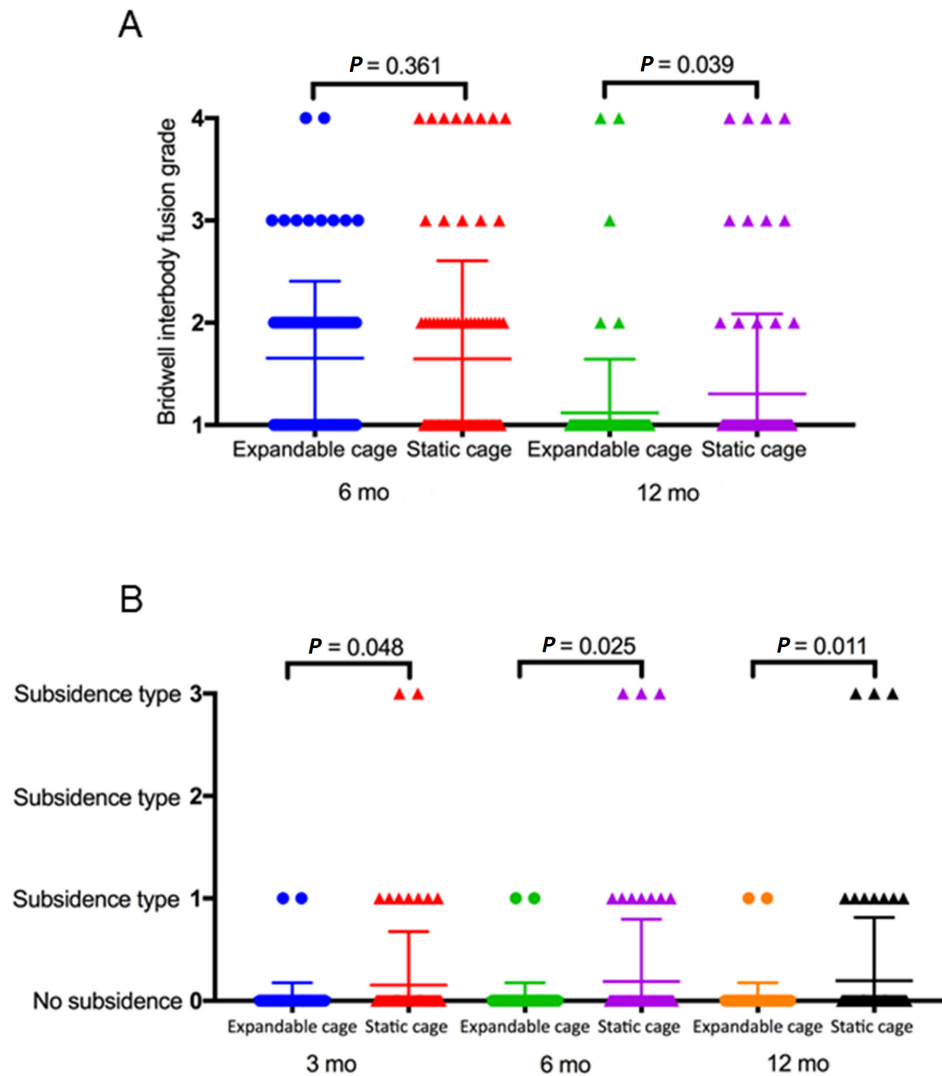 A
P = 0.361
P = 0.039
Bridwell interbody fusion grade
4
3
2
1
Expandable cage Static cage Expandable cage Static cage
6 mo 12 mo
B
P = 0.048 P = 0.025 P = 0.011
Subsidence type 3
Subsidence type 2
Subsidence type 1
No subsidence 0
Expandable cage Static cage Expandable cage Static cage Expandable cage Static cage
3 mo 6 mo 12 mo